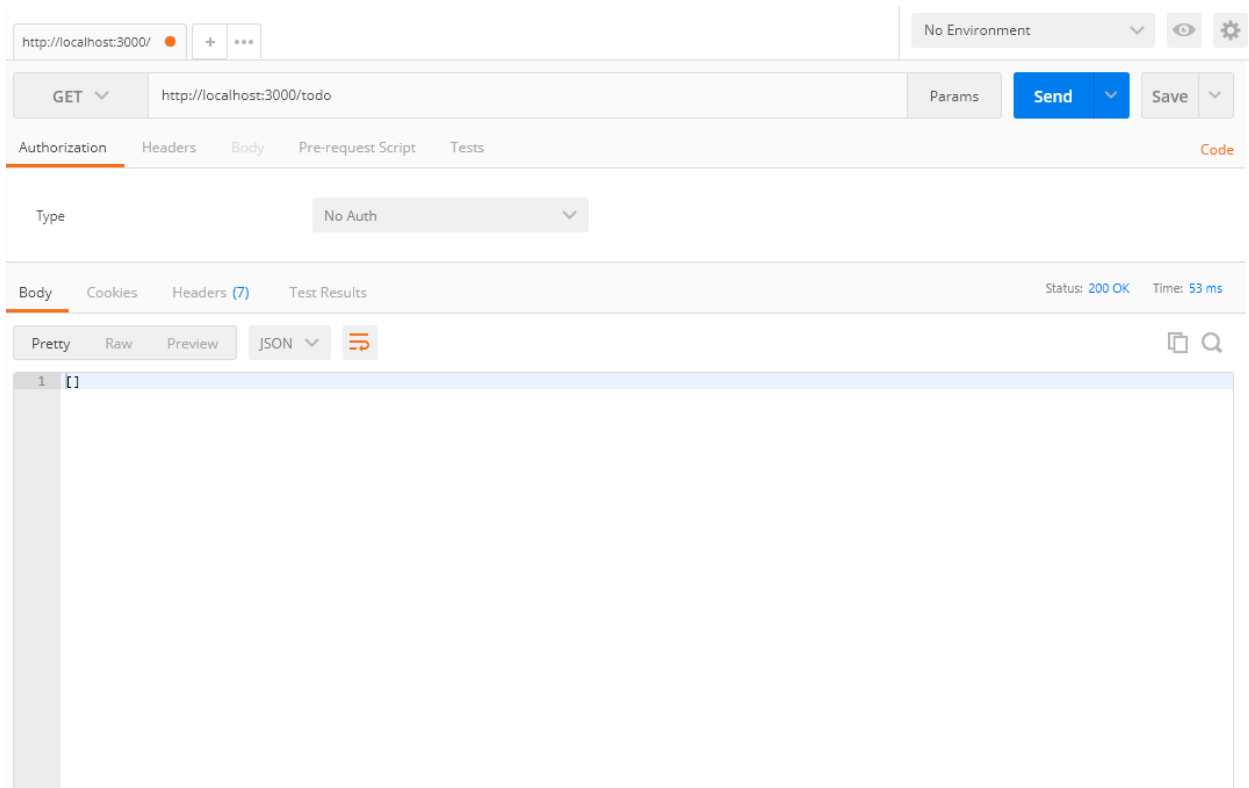 http://localhost:3000/ + ••• No Environment
GET http://localhost:3000/todo Params Send Save
Authorization Headers Body Pre-request Script Tests Code
Type No Auth
Body Cookies Headers (7) Test Results Status: 200 OK Time: 53 ms
Pretty Raw Preview JSON
1 []